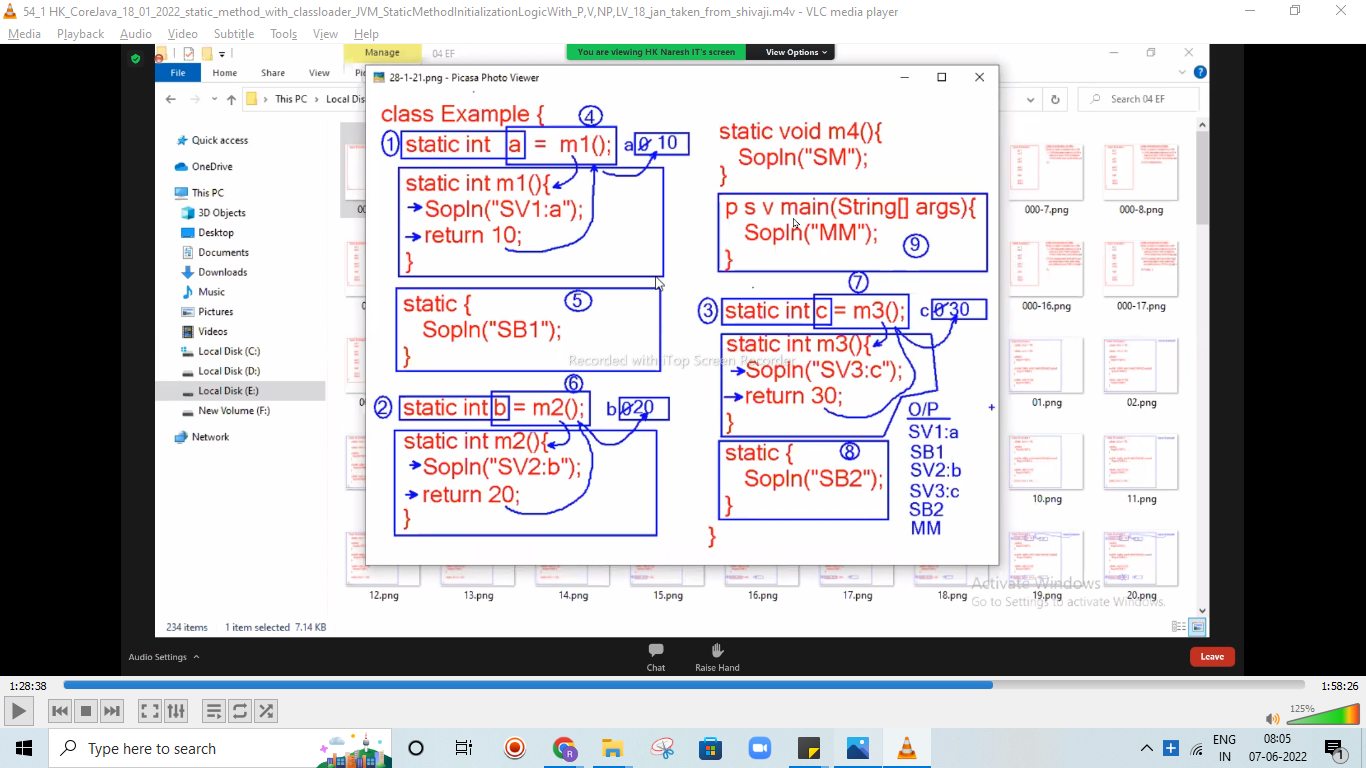 54_1 HK_CoreJava_18_01_2022_static_method_with_classloader_JVM_StaticMethodInitializationLogicWith_P,V,NP,LV_18_jan_taken_from_shivaji.m4v - VLC media player
Media Playback Audio Video Subtitle Tools View Help
Manage 04 EF
You are viewing HK Naresh IT's screen View Options
File Home Share View
This PC Local Dis
Search 04 EF
28-1-21.png - Picasa Photo Viewer
Quick access
OneDrive
This PC
3D Objects
Desktop
Documents
Downloads
Music
Pictures
Videos
Local Disk (C:)
Local Disk (D:)
Local Disk (E:)
New Volume (F:)
Network
class Example {
4
1 static int a = m1(); a 0 10
static int m1(){
Sopln("SV1:a");
return 10;
}
static { 5
Sopln("SB1");
}
6
2 static int b = m2(); b 0 20
static int m2(){
Sopln("SV2:b");
return 20;
}
static void m4(){
Sopln("SM");
}
p s v main(String[] args){
Sopln("MM"); 9
}
7
3 static int c = m3(); c 0 30
static int m3(){
Sopln("SV3:c");
return 30;
}
static { 8
Sopln("SB2");
}
}
O/P
SV1:a
SB1
SV2:b
SV3:c
SB2
MM
Recorded with iTop Screen Recorder
000-7.png 000-8.png
000-16.png 000-17.png
01.png 02.png
10.png 11.png
12.png 13.png 14.png 15.png 16.png 17.png 18.png 19.png 20.png
Activate Windows
Go to Settings to activate Windows.
234 items 1 item selected 7.14 KB
Audio Settings
Chat
Raise Hand
Leave
1:28:38 1:58:26
125%
Type here to search
ENG
IN
08:05
07-06-2022
1